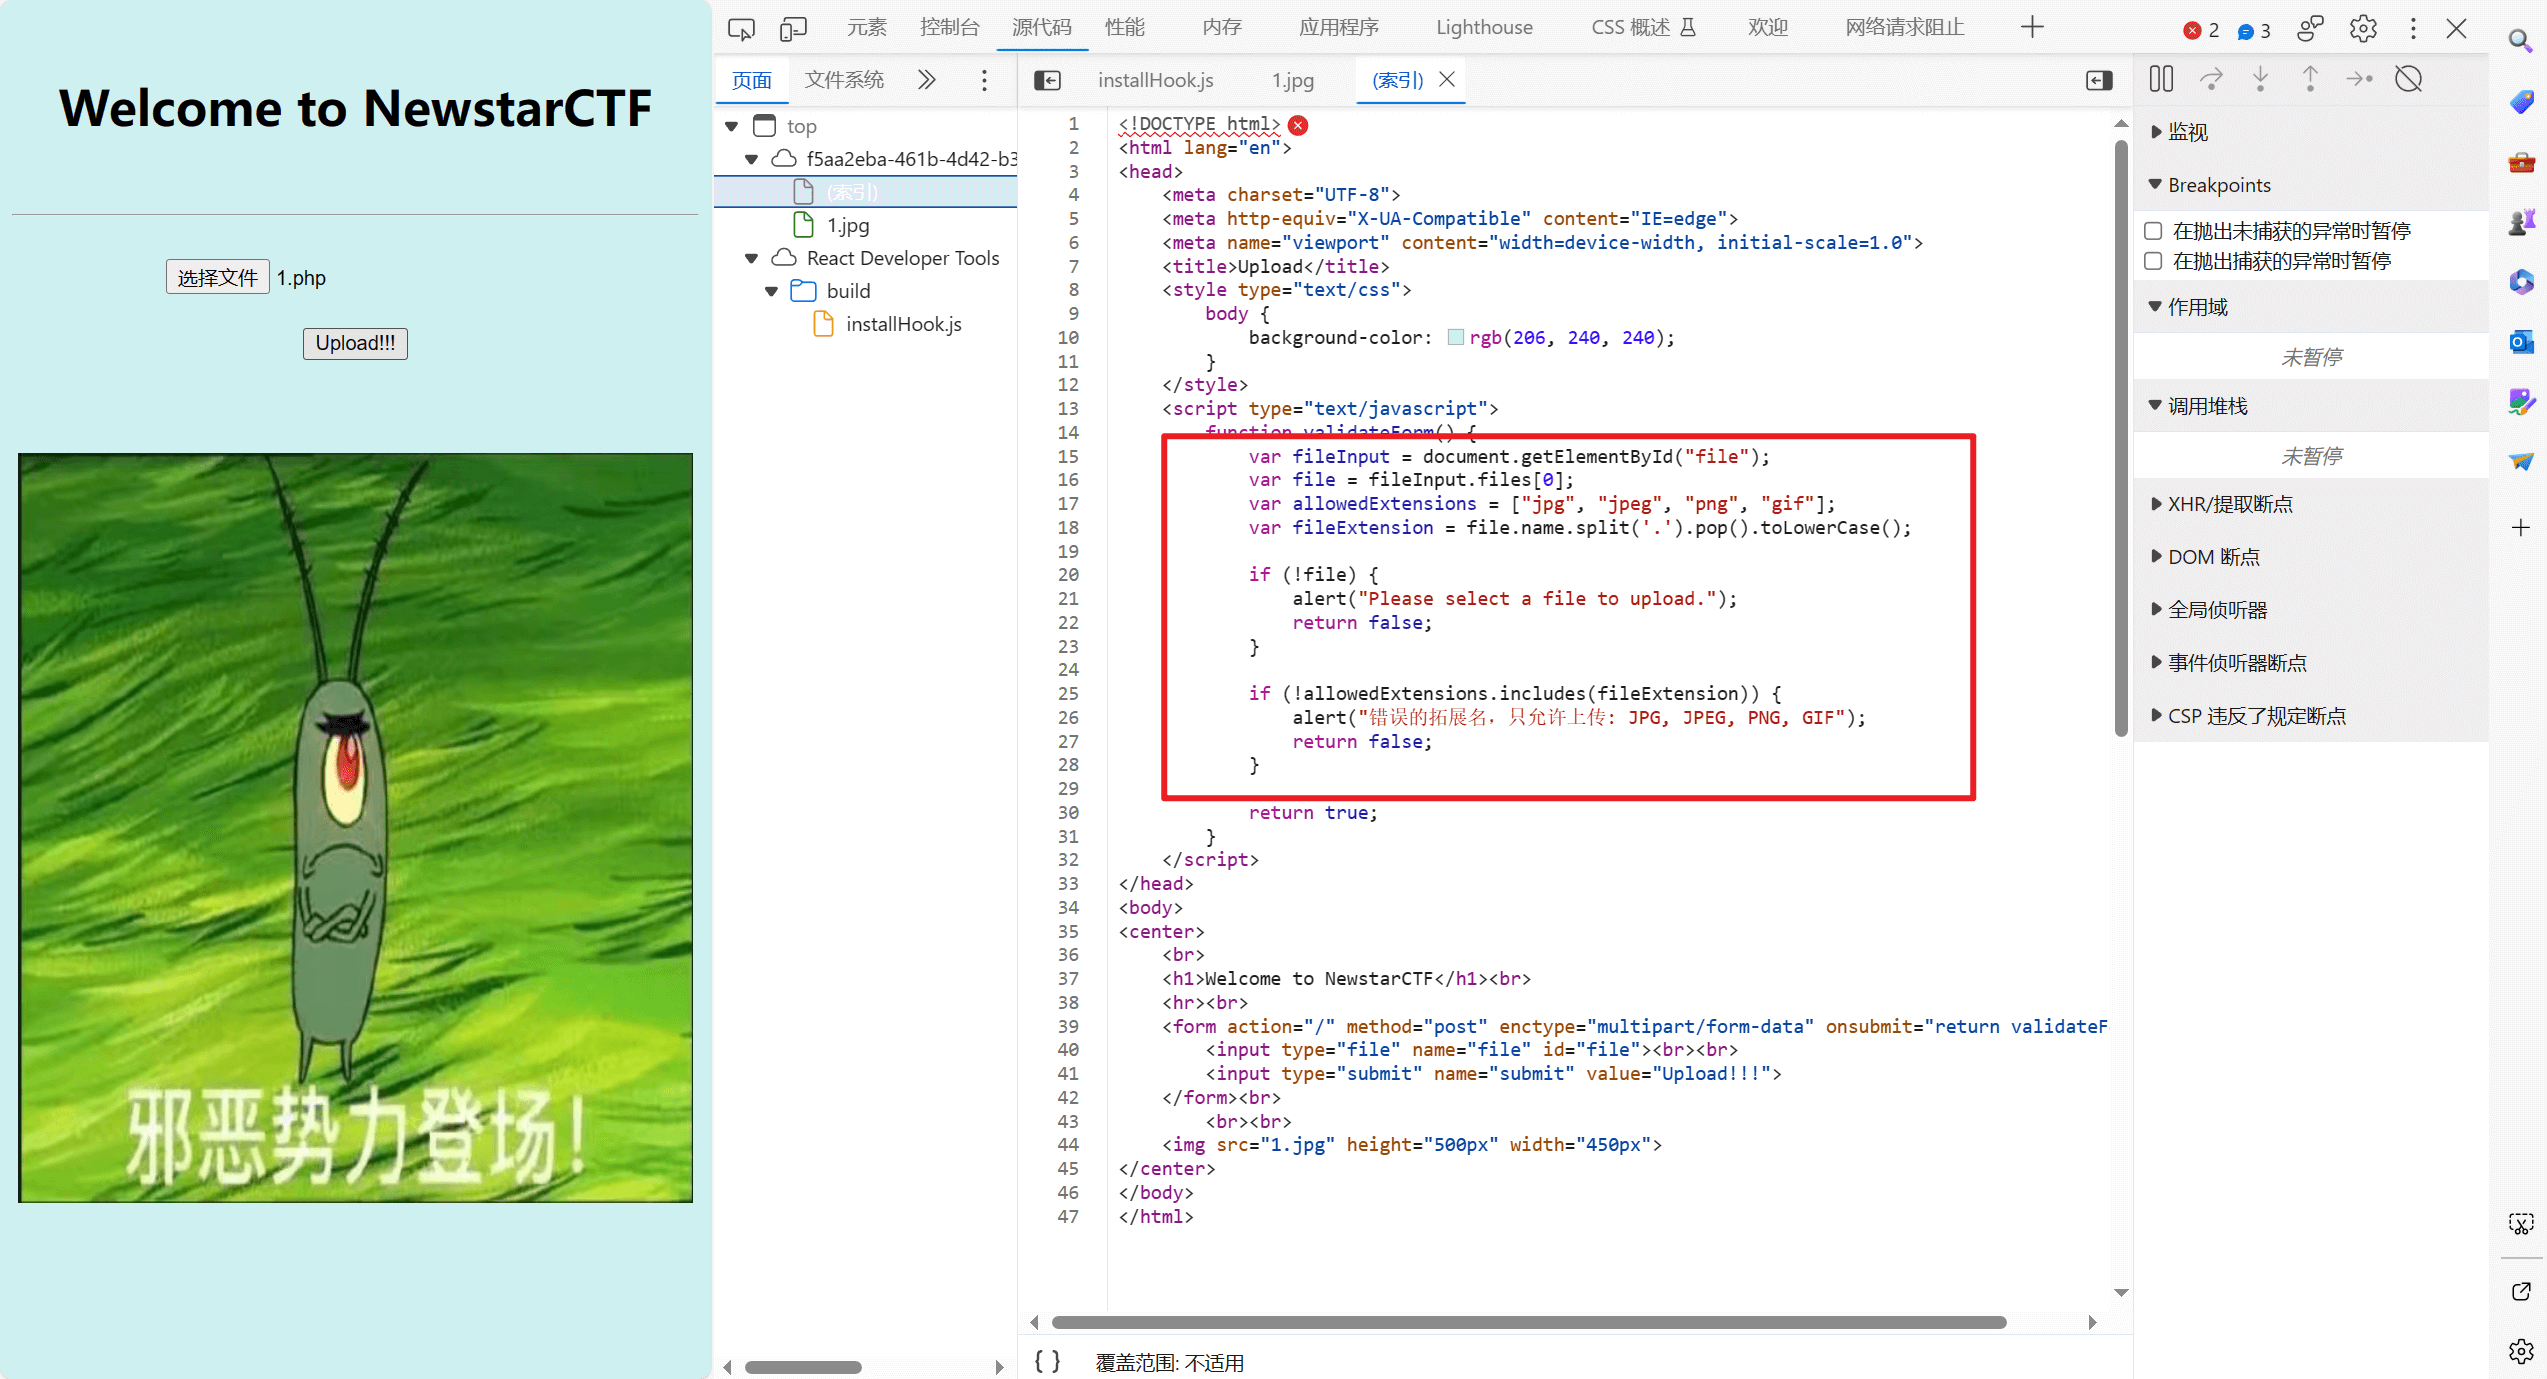 Welcome to NewstarCTF
选择文件 1.php
Upload!!!
邪恶势力登场!
元素 控制台 源代码 性能 内存 应用程序 Lighthouse CSS 概述 欢迎 网络请求阻止
2 3
页面 文件系统
top
f5aa2eba-461b-4d42-b3
(索引)
1.jpg
React Developer Tools
build
installHook.js
installHook.js 1.jpg (索引)
1 <!DOCTYPE html>
2 <html lang="en">
3 <head>
4 <meta charset="UTF-8">
5 <meta http-equiv="X-UA-Compatible" content="IE=edge">
6 <meta name="viewport" content="width=device-width, initial-scale=1.0">
7 <title>Upload</title>
8 <style type="text/css">
9 body {
10 background-color: rgb(206, 240, 240);
11 }
12 </style>
13 <script type="text/javascript">
14 function validateForm() {
15 var fileInput = document.getElementById("file");
16 var file = fileInput.files[0];
17 var allowedExtensions = ["jpg", "jpeg", "png", "gif"];
18 var fileExtension = file.name.split('.').pop().toLowerCase();
19
20 if (!file) {
21 alert("Please select a file to upload.");
22 return false;
23 }
24
25 if (!allowedExtensions.includes(fileExtension)) {
26 alert("错误的拓展名，只允许上传: JPG, JPEG, PNG, GIF");
27 return false;
28 }
29
30 return true;
31 }
32 </script>
33 </head>
34 <body>
35 <center>
36 <br>
37 <h1>Welcome to NewstarCTF</h1><br>
38 <hr><br>
39 <form action="/" method="post" enctype="multipart/form-data" onsubmit="return validateF
40 <input type="file" name="file" id="file"><br><br>
41 <input type="submit" name="submit" value="Upload!!!">
42 </form><br>
43 <br><br>
44 <img src="1.jpg" height="500px" width="450px">
45 </center>
46 </body>
47 </html>
{ } 覆盖范围: 不适用
监视
Breakpoints
在抛出未捕获的异常时暂停
在抛出捕获的异常时暂停
作用域
未暂停
调用堆栈
未暂停
XHR/提取断点
DOM 断点
全局侦听器
事件侦听器断点
CSP 违反了规定断点